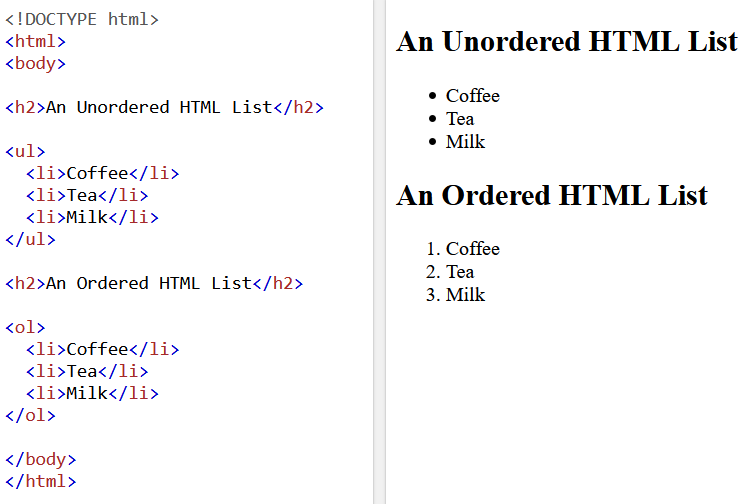 <!DOCTYPE html>
<html>
<body>

<h2>An Unordered HTML List</h2>

<ul>
  <li>Coffee</li>
  <li>Tea</li>
  <li>Milk</li>
</ul>

<h2>An Ordered HTML List</h2>

<ol>
  <li>Coffee</li>
  <li>Tea</li>
  <li>Milk</li>
</ol>

</body>
</html>

An Unordered HTML List
• Coffee
• Tea
• Milk
An Ordered HTML List
1. Coffee
2. Tea
3. Milk